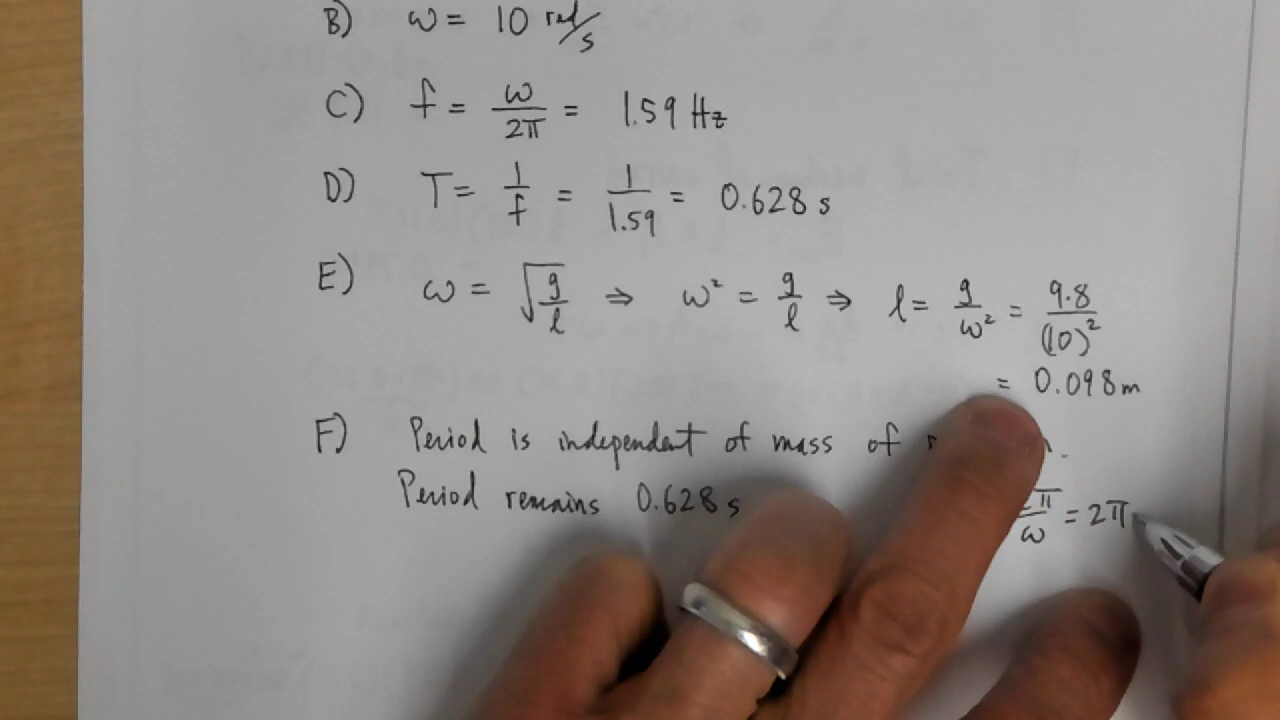 B) ω = 10 rad/s
C) f = ω/2π = 1.59 Hz
D) T = 1/f = 1/1.59 = 0.628 s
E) ω = √(g/l) ⇒ ω² = g/l ⇒ l = g/ω² = 9.8/(10)²
= 0.098 m
F) Period is independent of mass of
Period remains 0.628 s
π/ω = 2π